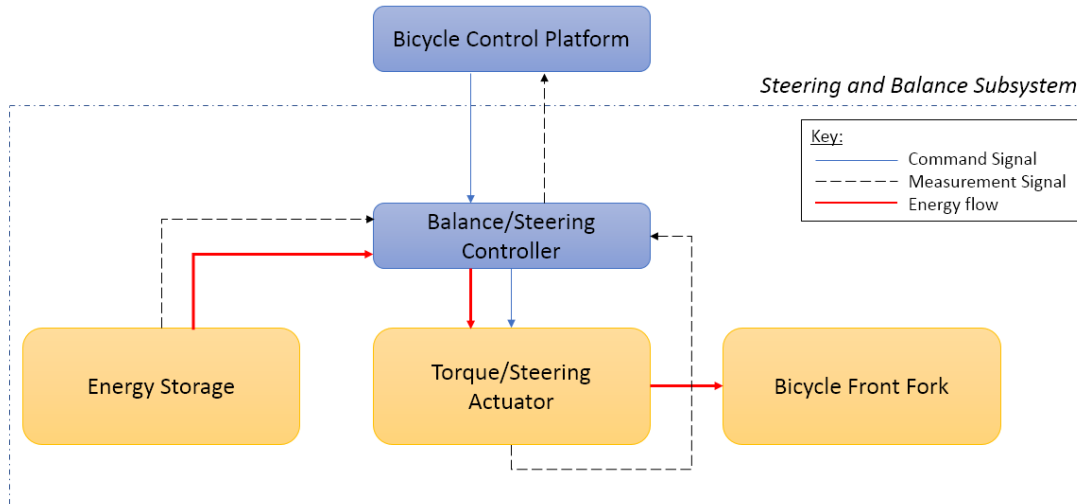 Bicycle Control Platform
Steering and Balance Subsystem
Key:
Command Signal
Measurement Signal
Energy flow
Balance/Steering
Controller
Energy Storage
Torque/Steering
Actuator
Bicycle Front Fork